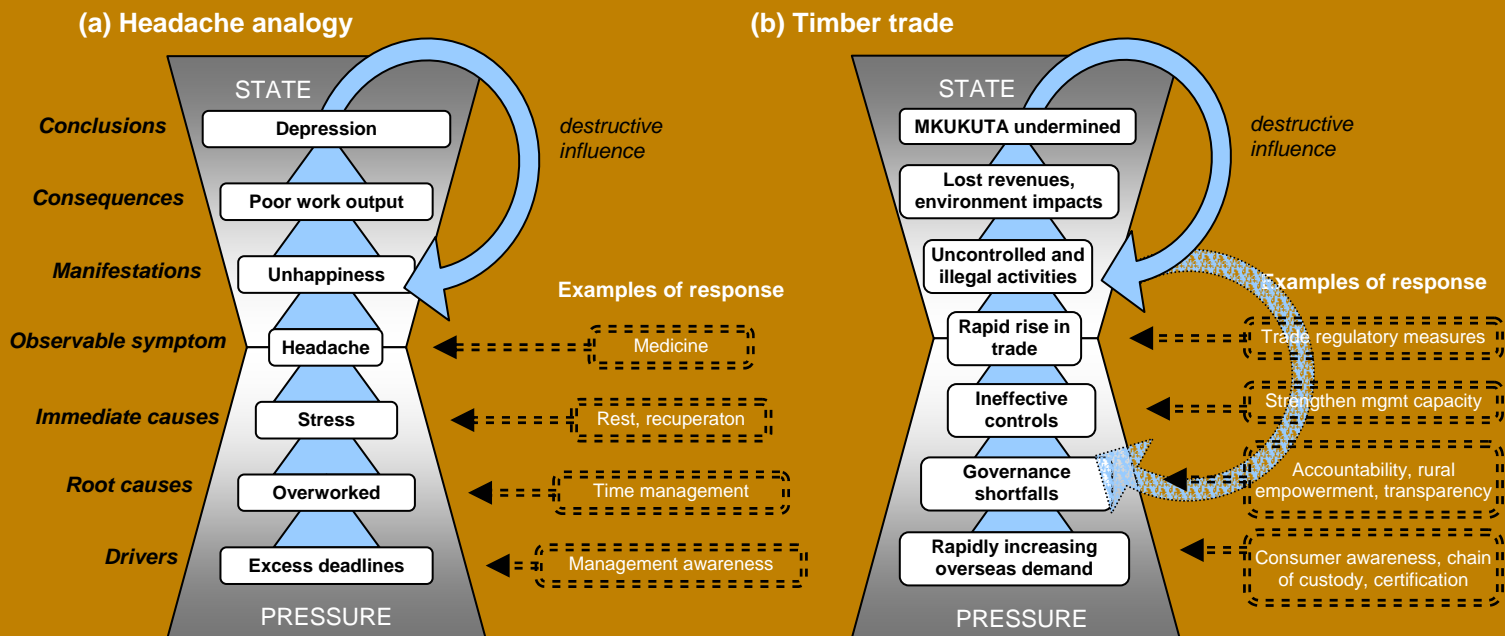 (a) Headache analogy
STATE
Conclusions
Depression
destructive
influence
Consequences
Poor work output
Manifestations
Unhappiness
Examples of response
Observable symptom
Headache
Medicine
Immediate causes
Stress
Rest, recuperaton
Root causes
Overworked
Time management
Drivers
Excess deadlines
Management awareness
PRESSURE
(b) Timber trade
STATE
MKUKUTA undermined
destructive
influence
Lost revenues,
environment impacts
Uncontrolled and
illegal activities
Examples of response
Rapid rise in
trade
Trade regulatory measures
Ineffective
controls
Strengthen mgmt capacity
Governance
shortfalls
Accountability, rural
empowerment, transparency
Rapidly increasing
overseas demand
Consumer awareness, chain
of custody, certification
PRESSURE